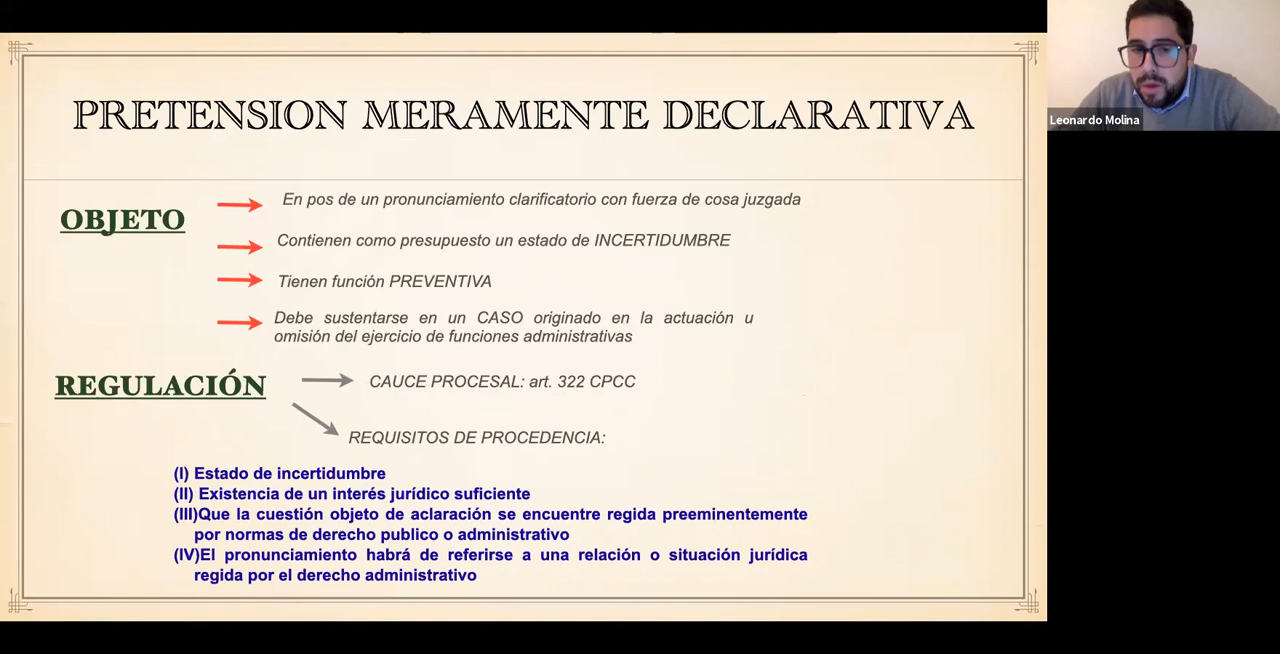 PRETENSION MERAMENTE DECLARATIVA
OBJETO
En pos de un pronunciamiento clarificatorio con fuerza de cosa juzgada
Contienen como presupuesto un estado de INCERTIDUMBRE
Tienen función PREVENTIVA
Debe sustentarse en un CASO originado en la actuación u
omisión del ejercicio de funciones administrativas
REGULACIÓN
CAUCE PROCESAL: art. 322 CPCC
REQUISITOS DE PROCEDENCIA:
(I) Estado de incertidumbre
(II) Existencia de un interés jurídico suficiente
(III)Que la cuestión objeto de aclaración se encuentre regida preeminentemente
por normas de derecho publico o administrativo
(IV)El pronunciamiento habrá de referirse a una relación o situación jurídica
regida por el derecho administrativo
Leonardo Molina